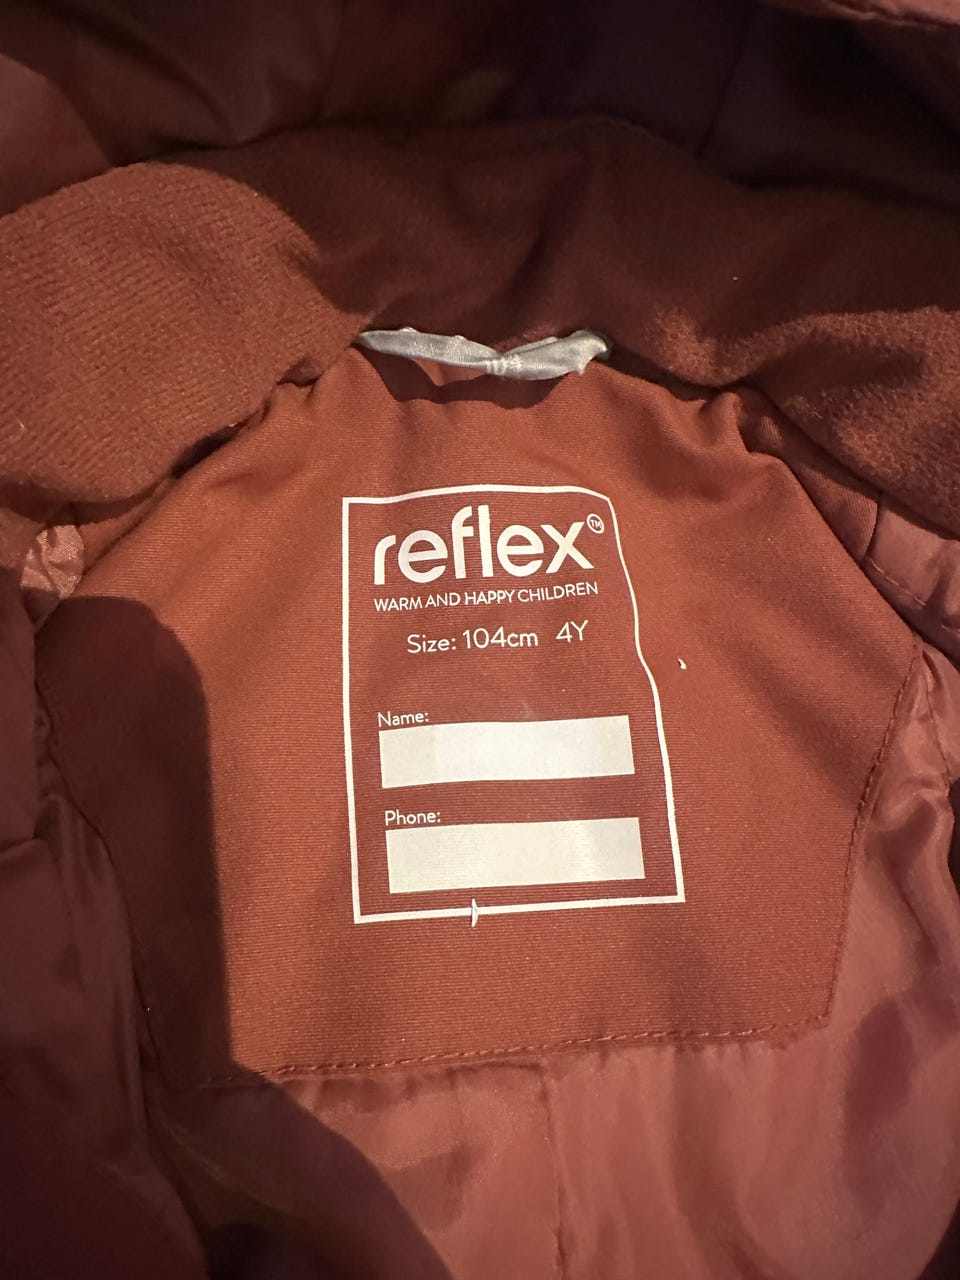 reflex™
WARM AND HAPPY CHILDREN
Size: 104cm 4Y
Name:
Phone: